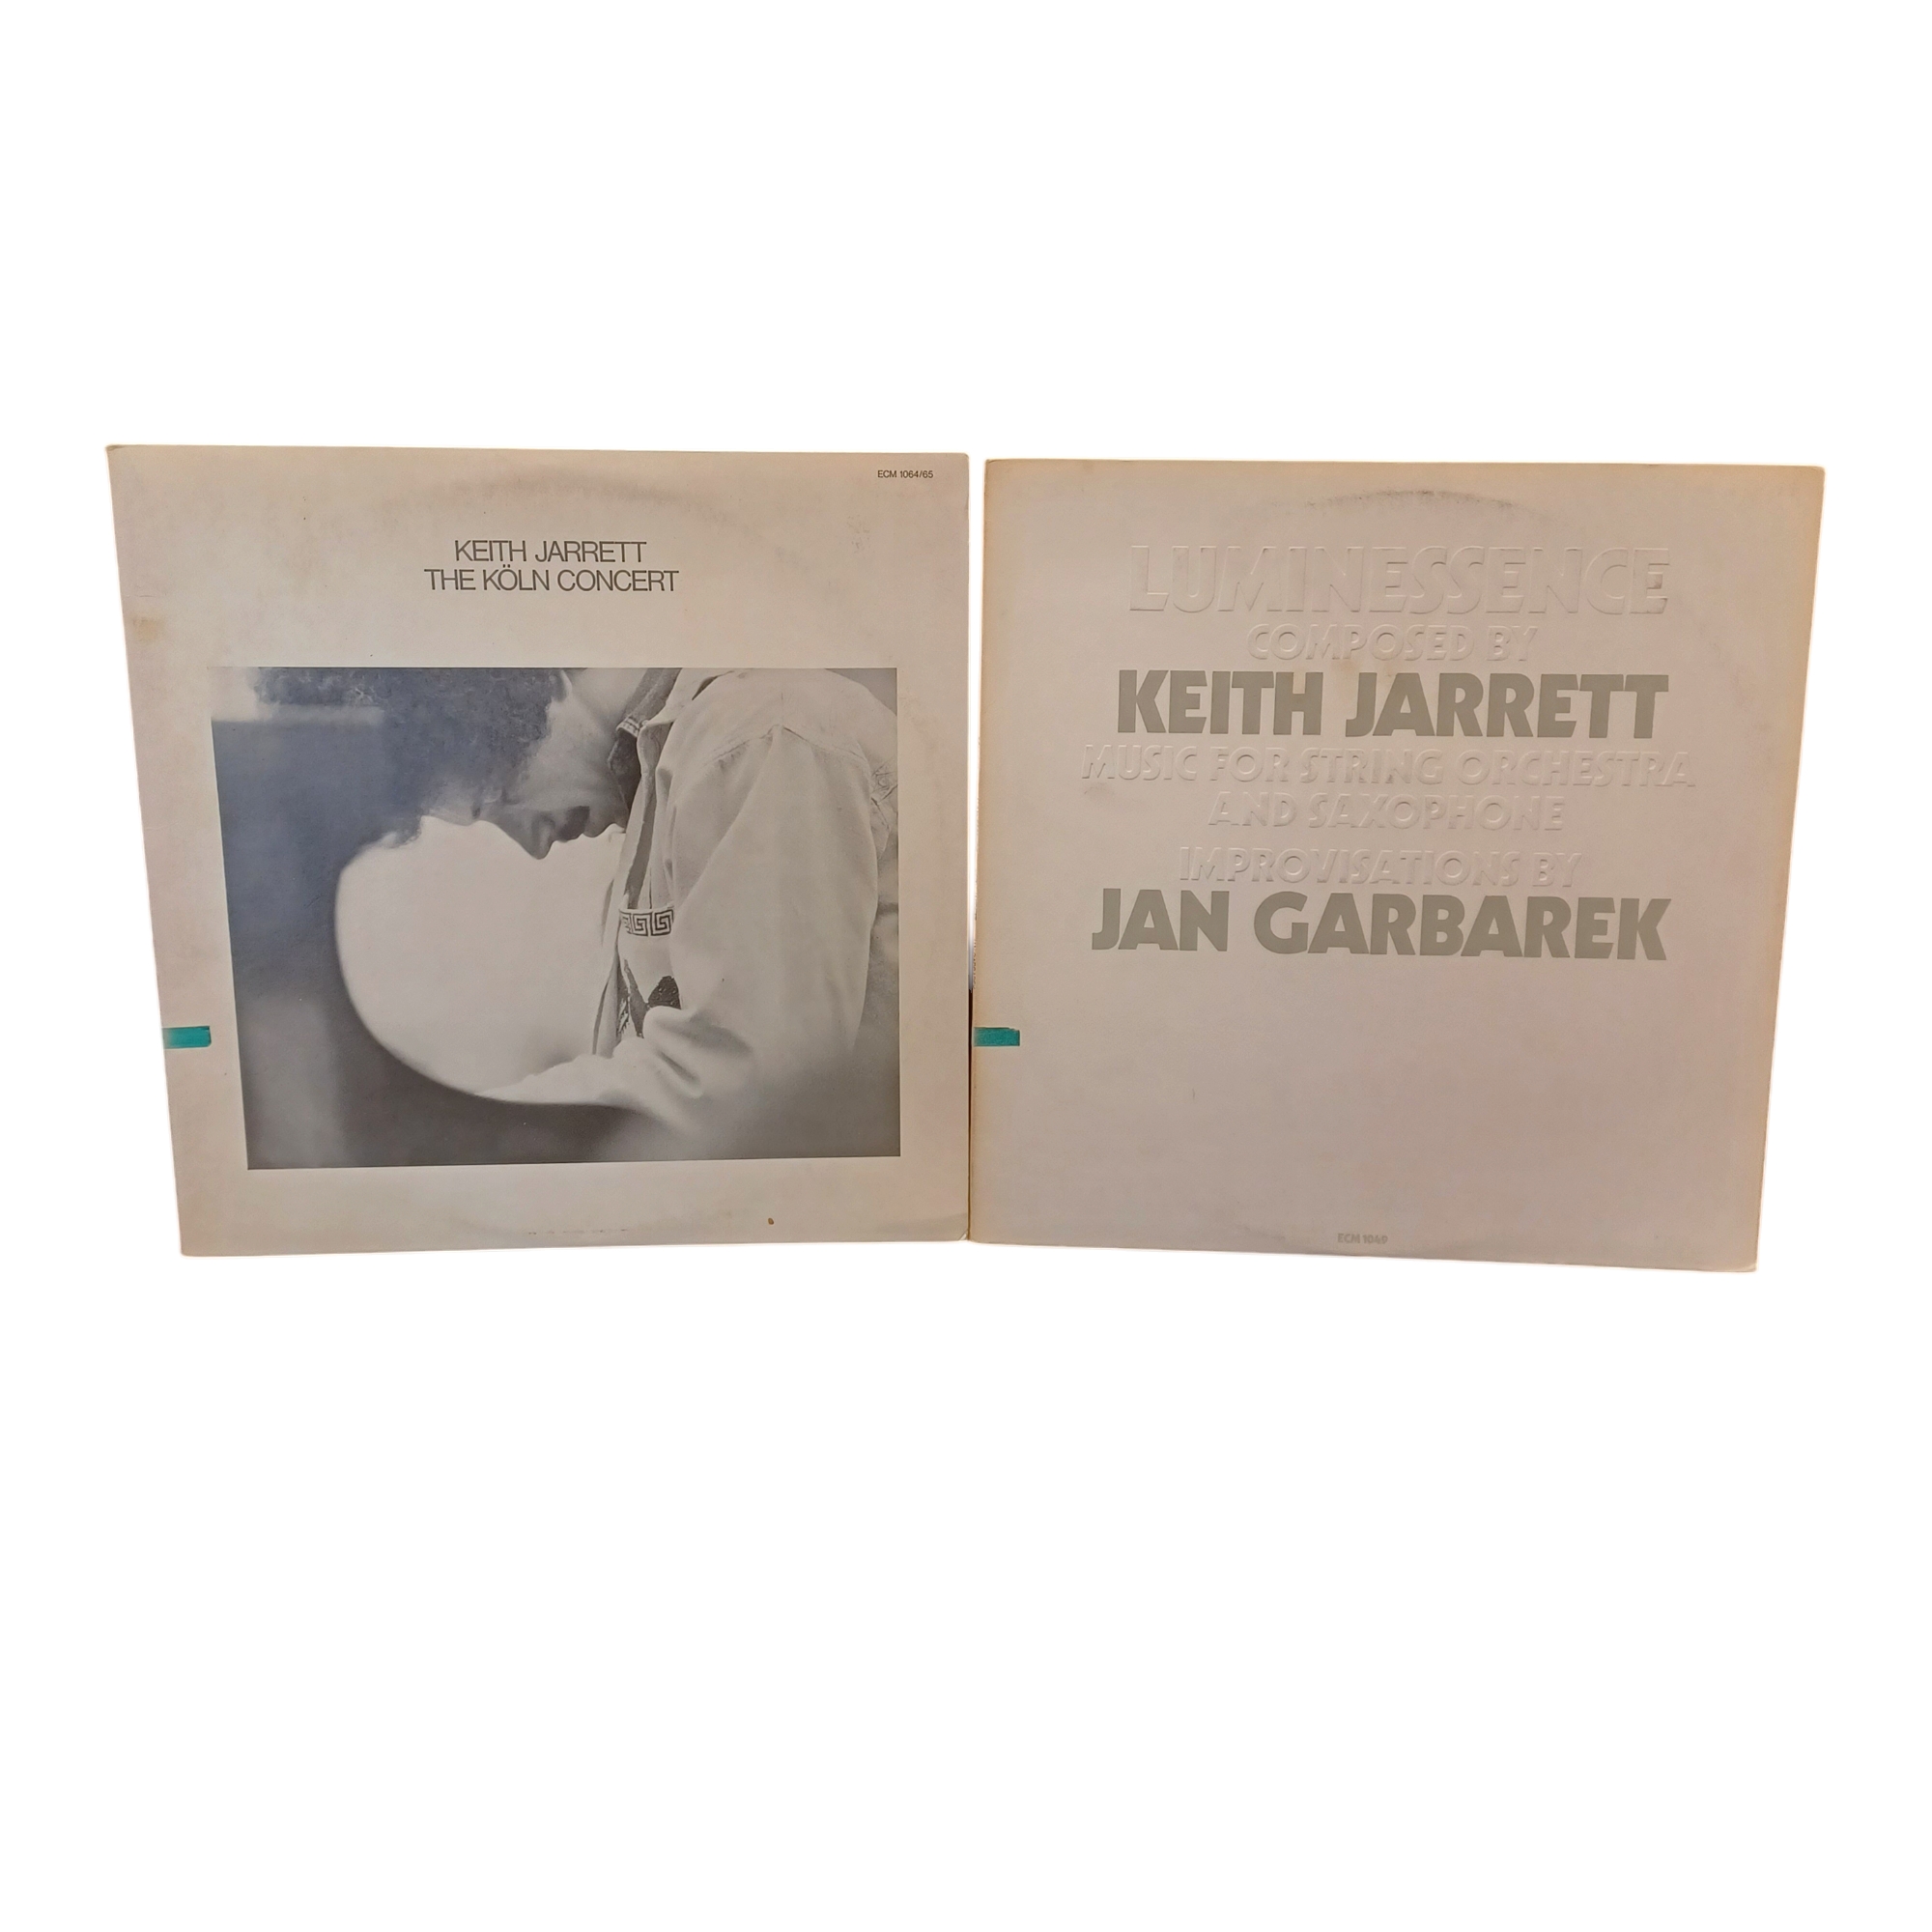 ECM 1064/65
KEITH JARRETT
THE KÖLN CONCERT
LUMINESSENCE
COMPOSED BY
KEITH JARRETT
MUSIC FOR STRING ORCHESTRA
AND SAXOPHONE
IMPROVISATIONS BY
JAN GARBAREK
ECM 1049